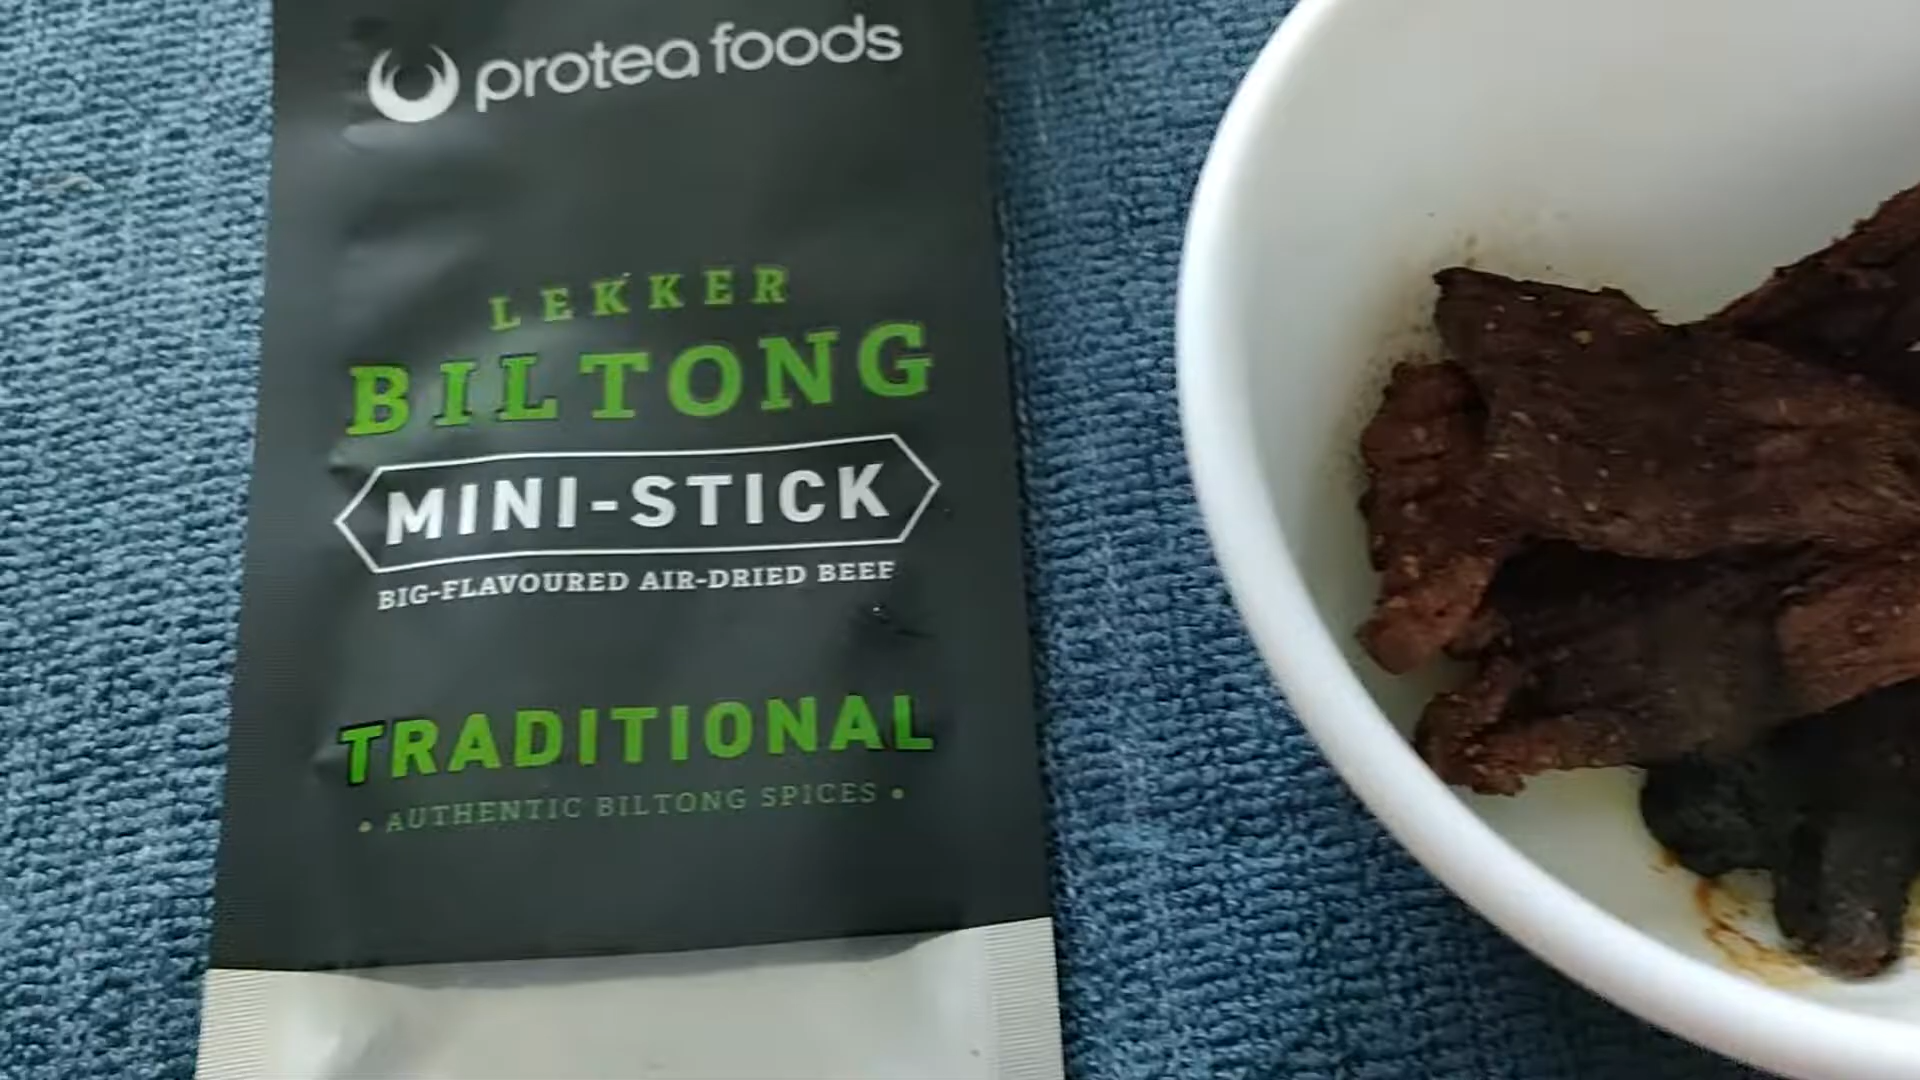 protea foods
LEKKER
BILTONG
MINI-STICK
BIG-FLAVOURED AIR-DRIED BEEF
TRADITIONAL
• AUTHENTIC BILTONG SPICES •